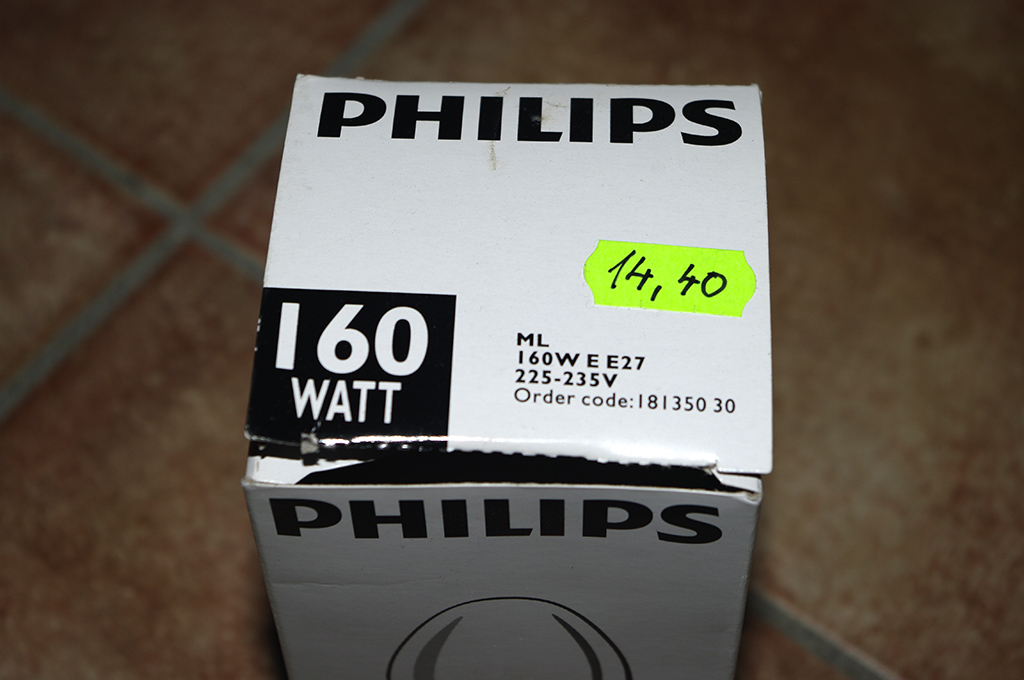 PHILIPS
14,40
160
WATT
ML
160W E E27
225-235V
Order code:181350 30
PHILIPS